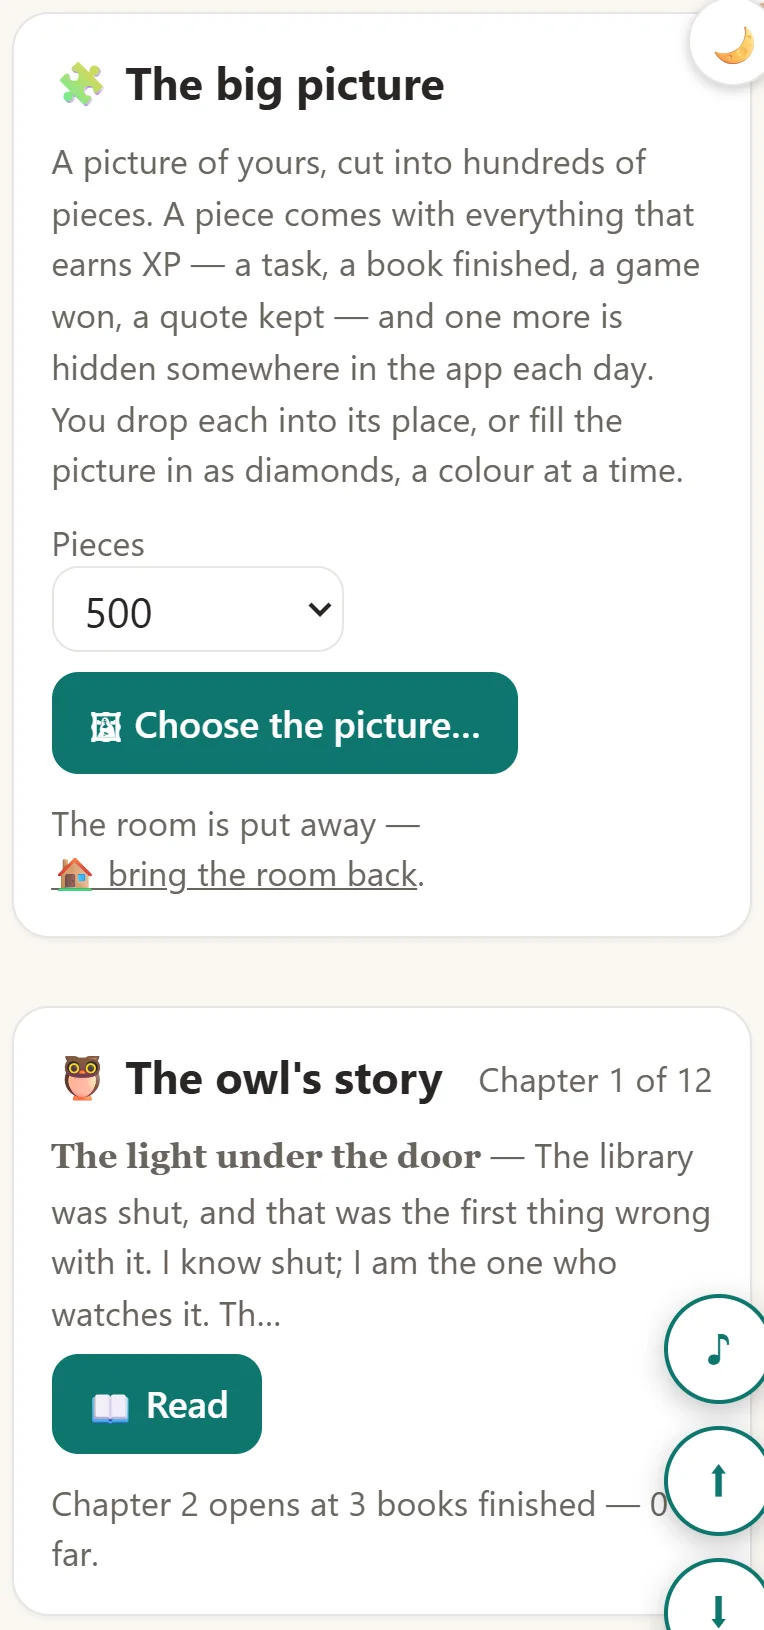 The big picture
A picture of yours, cut into hundreds of
pieces. A piece comes with everything that
earns XP — a task, a book finished, a game
won, a quote kept — and one more is
hidden somewhere in the app each day.
You drop each into its place, or fill the
picture in as diamonds, a colour at a time.
Pieces
500
Choose the picture...
The room is put away —
bring the room back.
The owl's story Chapter 1 of 12
The light under the door — The library
was shut, and that was the first thing wrong
with it. I know shut; I am the one who
watches it. Th...
Read
Chapter 2 opens at 3 books finished — 0
far.